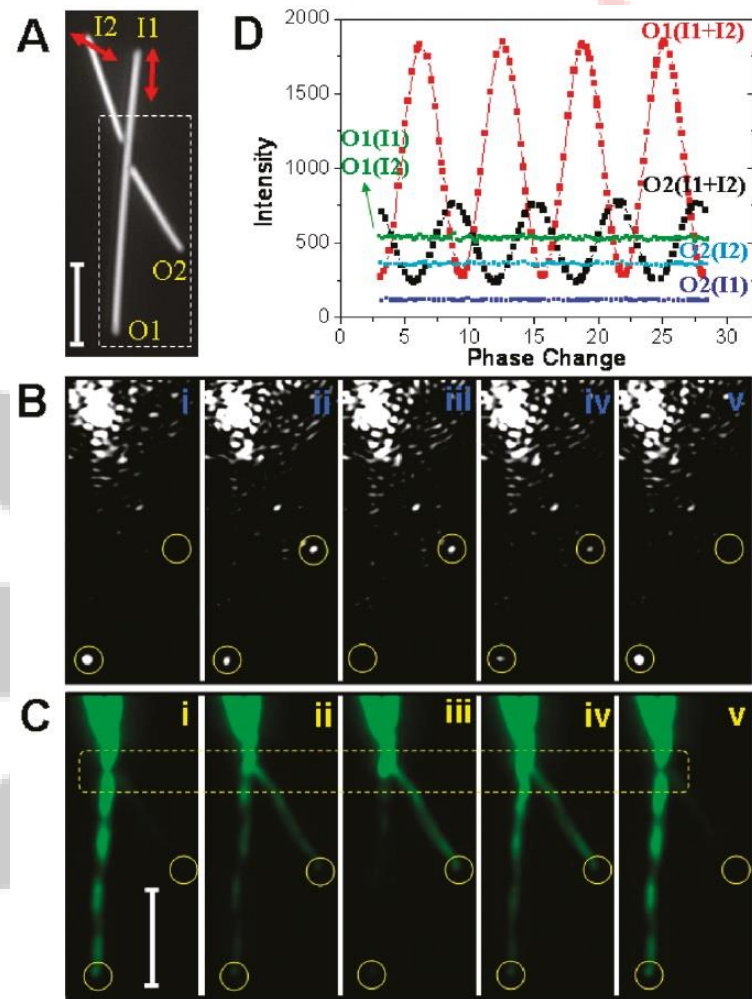 A
I2 I1
O2
O1
D
2000
1500
1000
500
0
Intensity
0 5 10 15 20 25 30
Phase Change
O1(I1+I2)
O1(I1)
O1(I2)
O2(I1+I2)
O2(I2)
O2(I1)
B
i ii iii iv v
C
i ii iii iv v